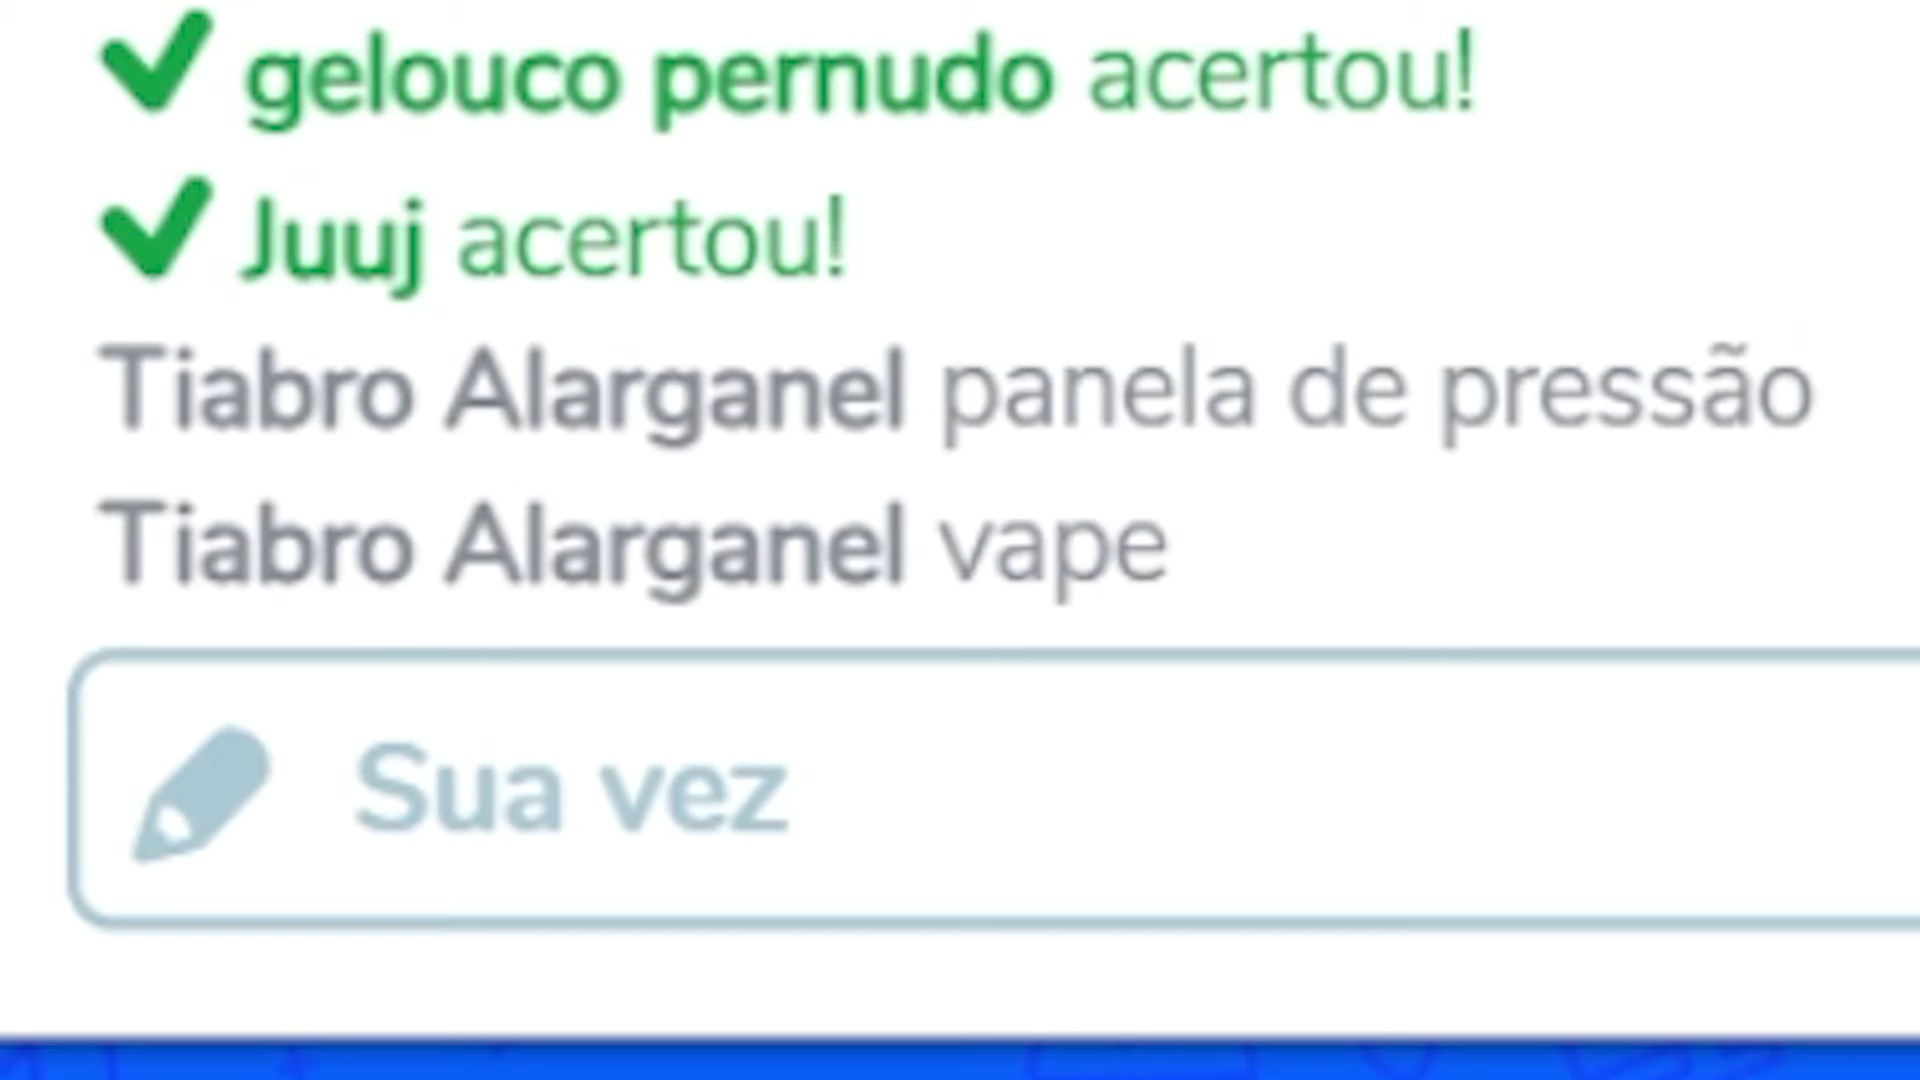 gelouco pernudo acertou!
Juuj acertou!
Tiabro Alarganel panela de pressão
Tiabro Alarganel vape
Sua vez